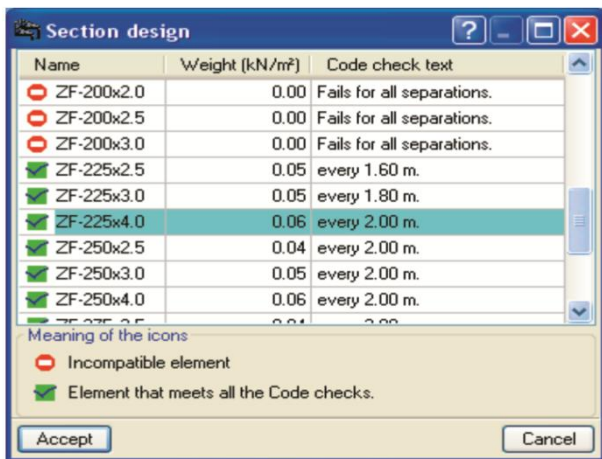 Section design
Name Weight (kN/m²) Code check text
ZF-200x2.0 0.00 Fails for all separations.
ZF-200x2.5 0.00 Fails for all separations.
ZF-200x3.0 0.00 Fails for all separations.
ZF-225x2.5 0.05 every 1.60 m.
ZF-225x3.0 0.05 every 1.80 m.
ZF-225x4.0 0.06 every 2.00 m.
ZF-250x2.5 0.04 every 2.00 m.
ZF-250x3.0 0.05 every 2.00 m.
ZF-250x4.0 0.06 every 2.00 m.
Meaning of the icons
Incompatible element
Element that meets all the Code checks.
Accept Cancel